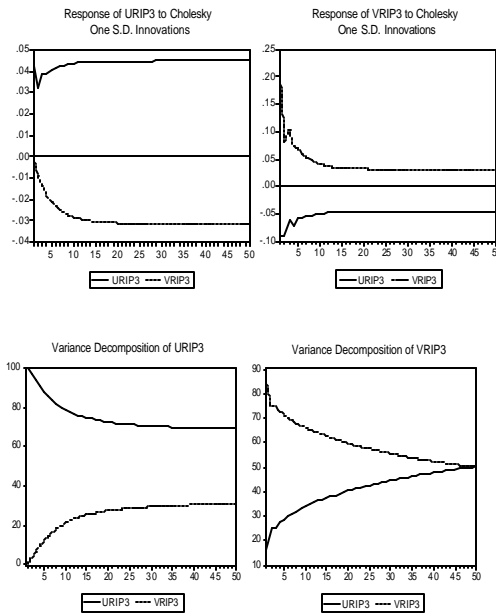 Response of URIP3 to Cholesky
One S.D. Innovations
.05
.04
.03
.02
.01
.00
-.01
-.02
-.03
-.04
5 10 15 20 25 30 35 40 45 50
URIP3 VRIP3
Response of VRIP3 to Cholesky
One S.D. Innovations
.25
.20
.15
.10
.05
.00
-.05
-.10
5 10 15 20 25 30 35 40 45 50
URIP3 VRIP3
Variance Decomposition of URIP3
100
80
60
40
20
0
5 10 15 20 25 30 35 40 45 50
URIP3 VRIP3
Variance Decomposition of VRIP3
90
80
70
60
50
40
30
20
10
5 10 15 20 25 30 35 40 45 50
URIP3 VRIP3